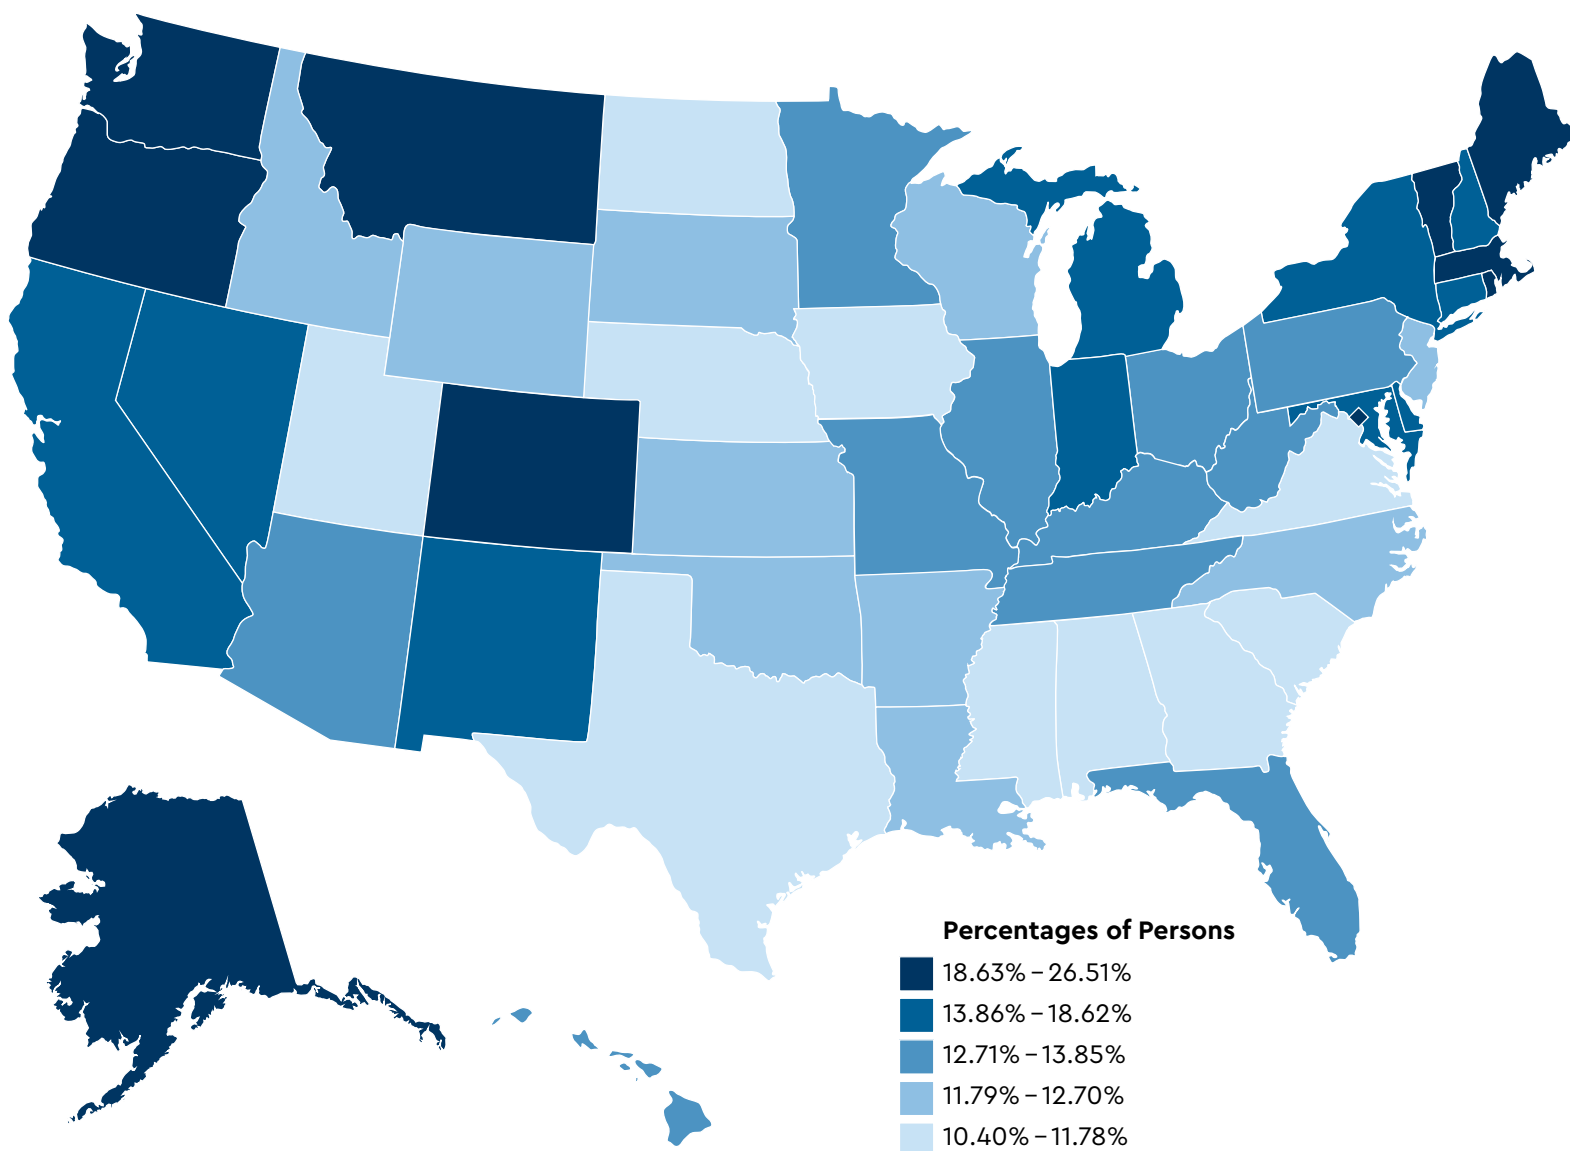 Percentages of Persons
18.63% – 26.51%
13.86% – 18.62%
12.71% – 13.85%
11.79% – 12.70%
10.40% – 11.78%